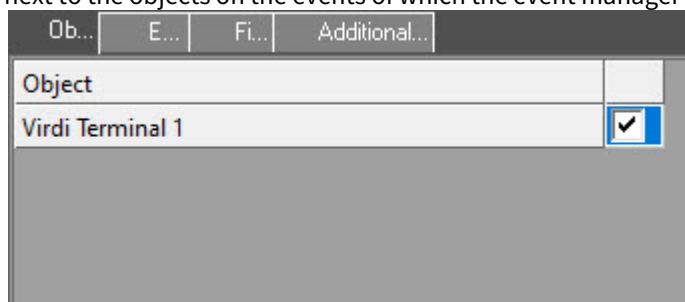 next to the objects on the events of which the event manager
Ob... E... Fi... Additional...
Object
Virdi Terminal 1